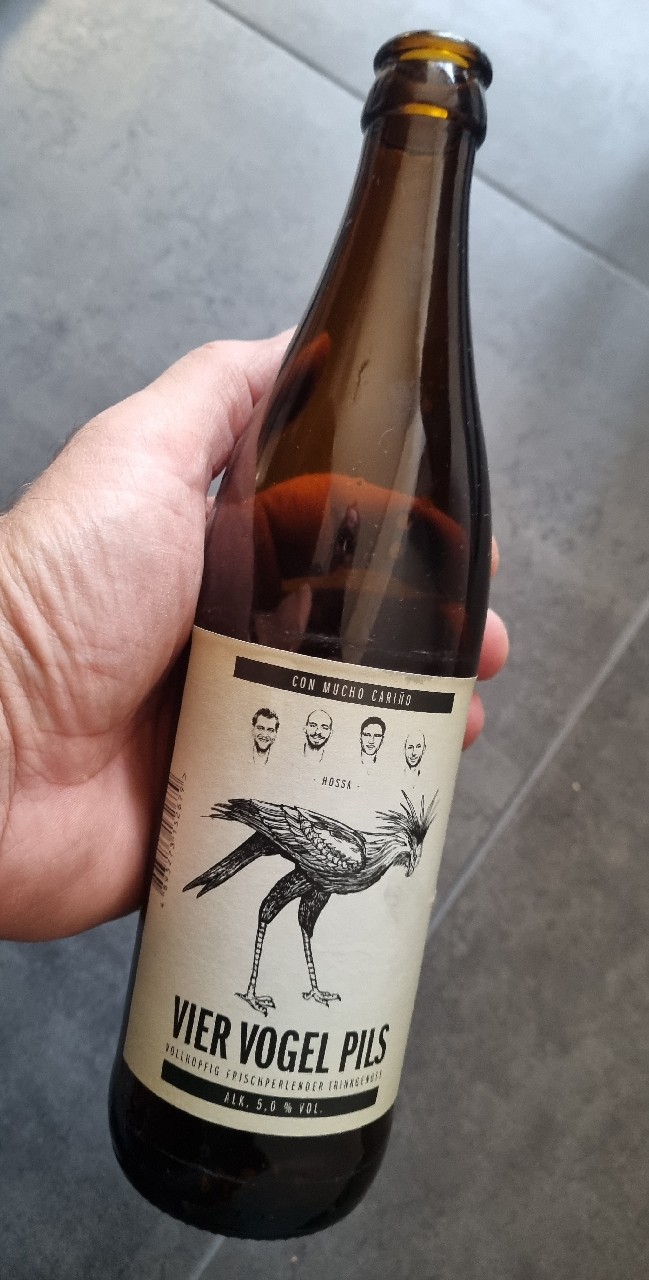 CON MUCHO CARIÑO
- HOSSA -
VIER VOGEL PILS
VOLLHOPFIG FRISCHPERLENDER TRINKGENUSS
ALK. 5,0 % VOL.